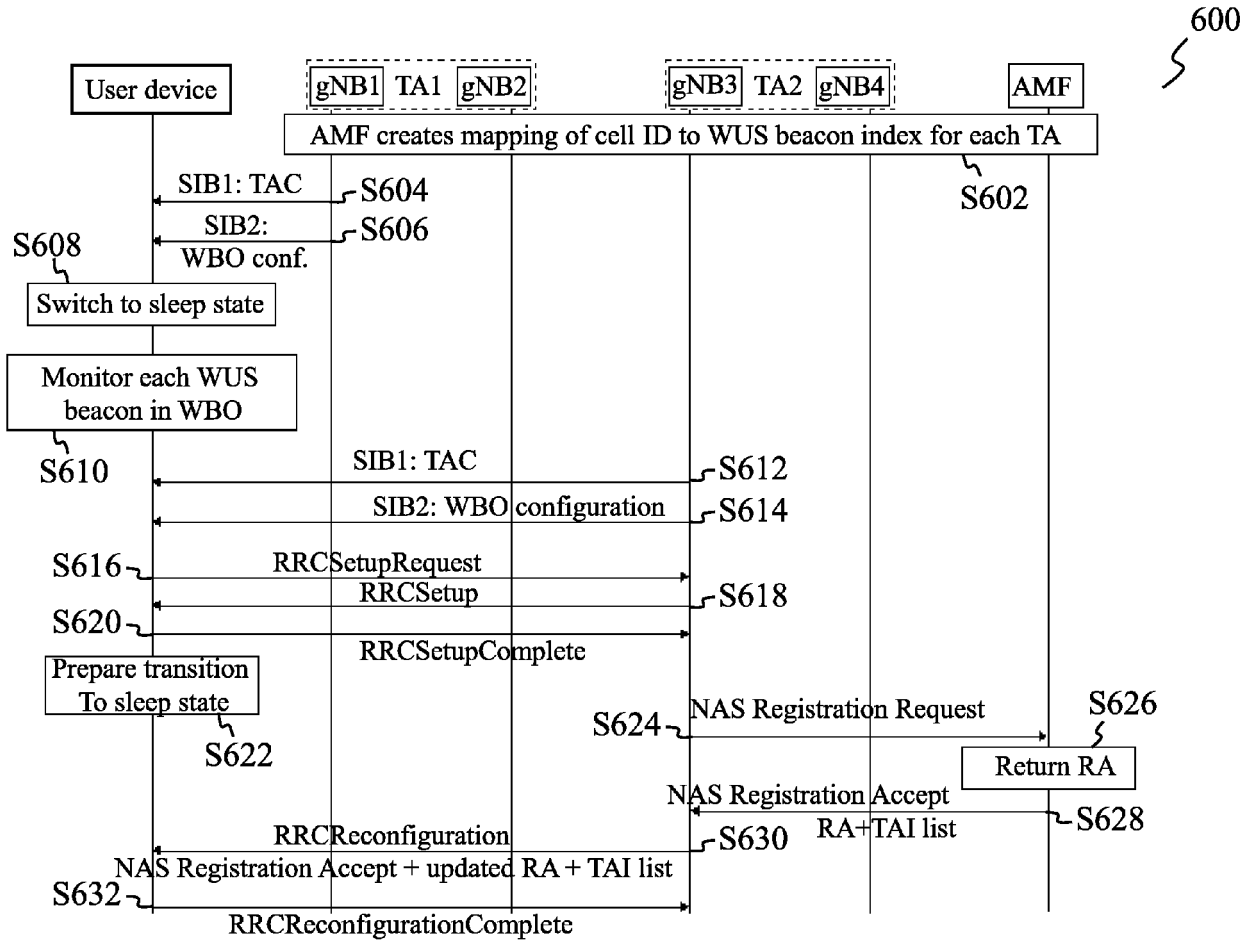 600
User device
gNB1 TA1 gNB2
gNB3 TA2 gNB4
AMF
AMF creates mapping of cell ID to WUS beacon index for each TA
S602
SIB1: TAC
S604
SIB2:
WBO conf.
S606
S608
Switch to sleep state
Monitor each WUS
beacon in WBO
S610
SIB1: TAC
S612
SIB2: WBO configuration
S614
S616
RRCSetupRequest
RRCSetup
S618
S620
RRCSetupComplete
Prepare transition
To sleep state
S622
S624
NAS Registration Request
S626
Return RA
NAS Registration Accept
RA+TAI list
S628
RRCReconfiguration
S630
NAS Registration Accept + updated RA + TAI list
S632
RRCReconfigurationComplete